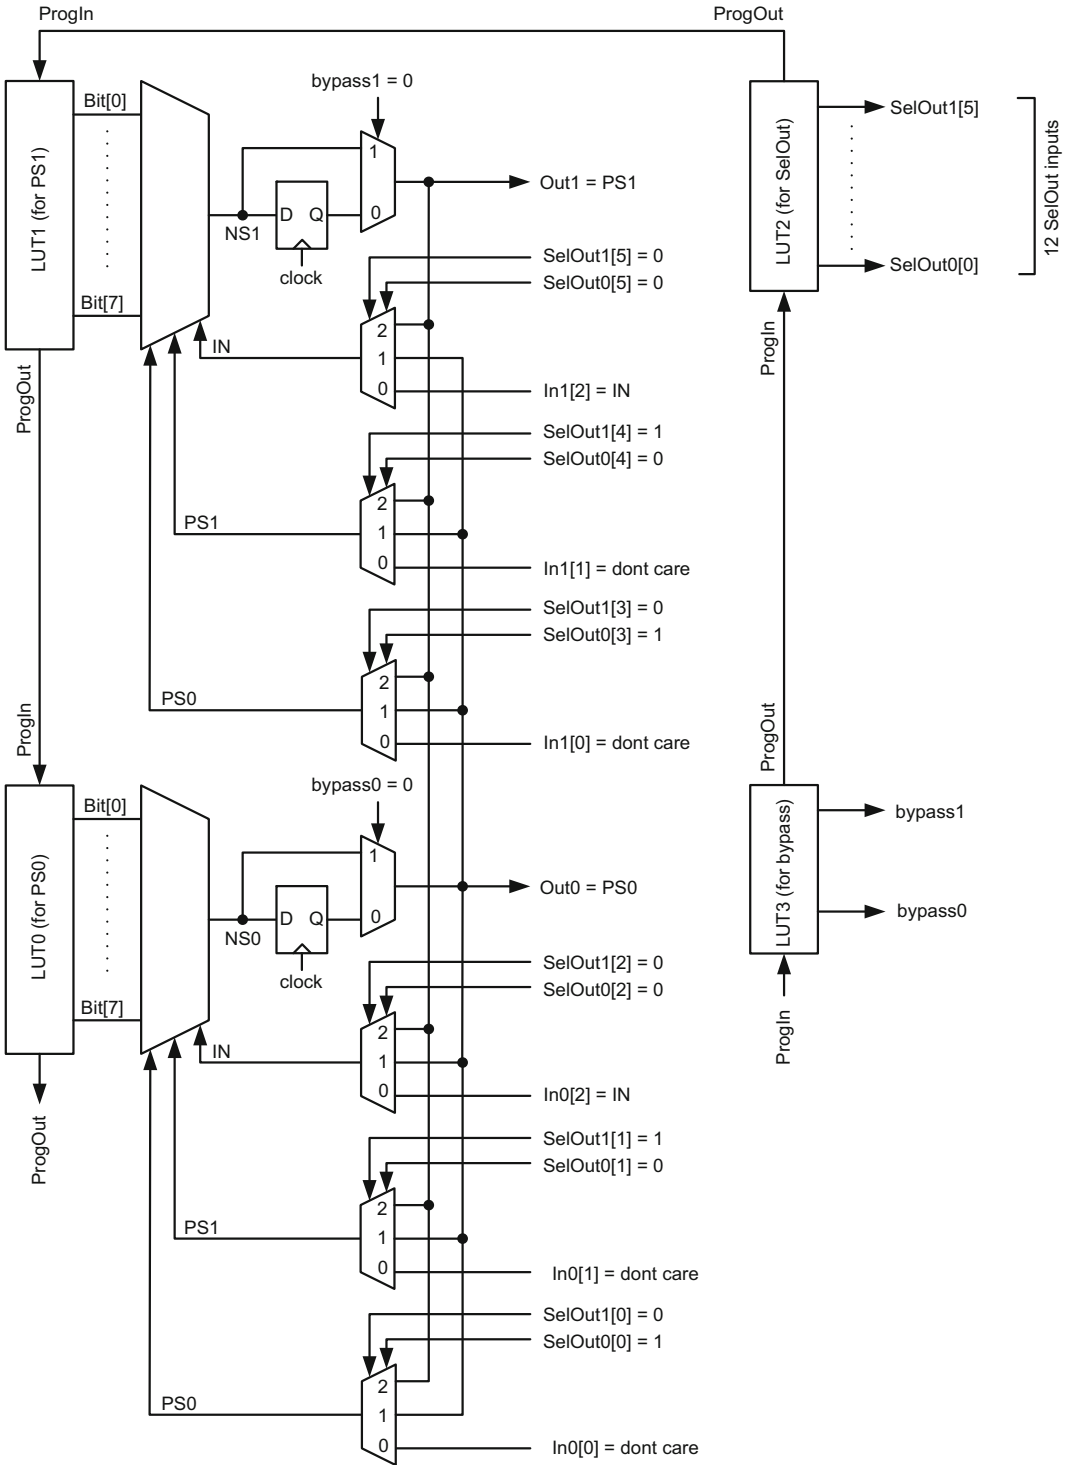 ProgIn
ProgOut
LUT1 (for PS1)
Bit[0]
Bit[7]
bypass1 = 0
1
0
D Q
NS1
clock
Out1 = PS1
SelOut1[5] = 0
SelOut0[5] = 0
2
1
0
IN
In1[2] = IN
SelOut1[4] = 1
SelOut0[4] = 0
2
1
0
PS1
In1[1] = dont care
SelOut1[3] = 0
SelOut0[3] = 1
2
1
0
PS0
In1[0] = dont care
ProgOut
ProgIn
LUT0 (for PS0)
Bit[0]
Bit[7]
bypass0 = 0
1
0
D Q
NS0
clock
Out0 = PS0
SelOut1[2] = 0
SelOut0[2] = 0
2
1
0
IN
In0[2] = IN
SelOut1[1] = 1
SelOut0[1] = 0
2
1
0
PS1
In0[1] = dont care
SelOut1[0] = 0
SelOut0[0] = 1
2
1
0
PS0
In0[0] = dont care
ProgOut
LUT2 (for SelOut)
SelOut1[5]
SelOut0[0]
12 SelOut inputs
ProgIn
ProgOut
LUT3 (for bypass)
bypass1
bypass0
ProgIn